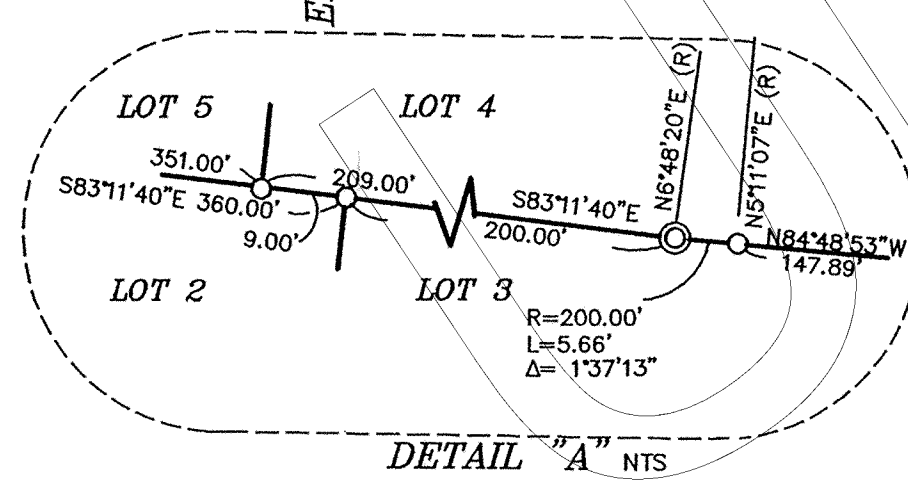 LOT 5
LOT 4
351.00'
209.00'
S83°11'40"E 360.00'
9.00'
S83°11'40"E
200.00'
N6°48'20"E (R)
N5°11'07"E (R)
N84°48'53"W
147.89'
LOT 2
LOT 3
R=200.00'
L=5.66'
Δ= 1°37'13"
DETAIL "A" NTS